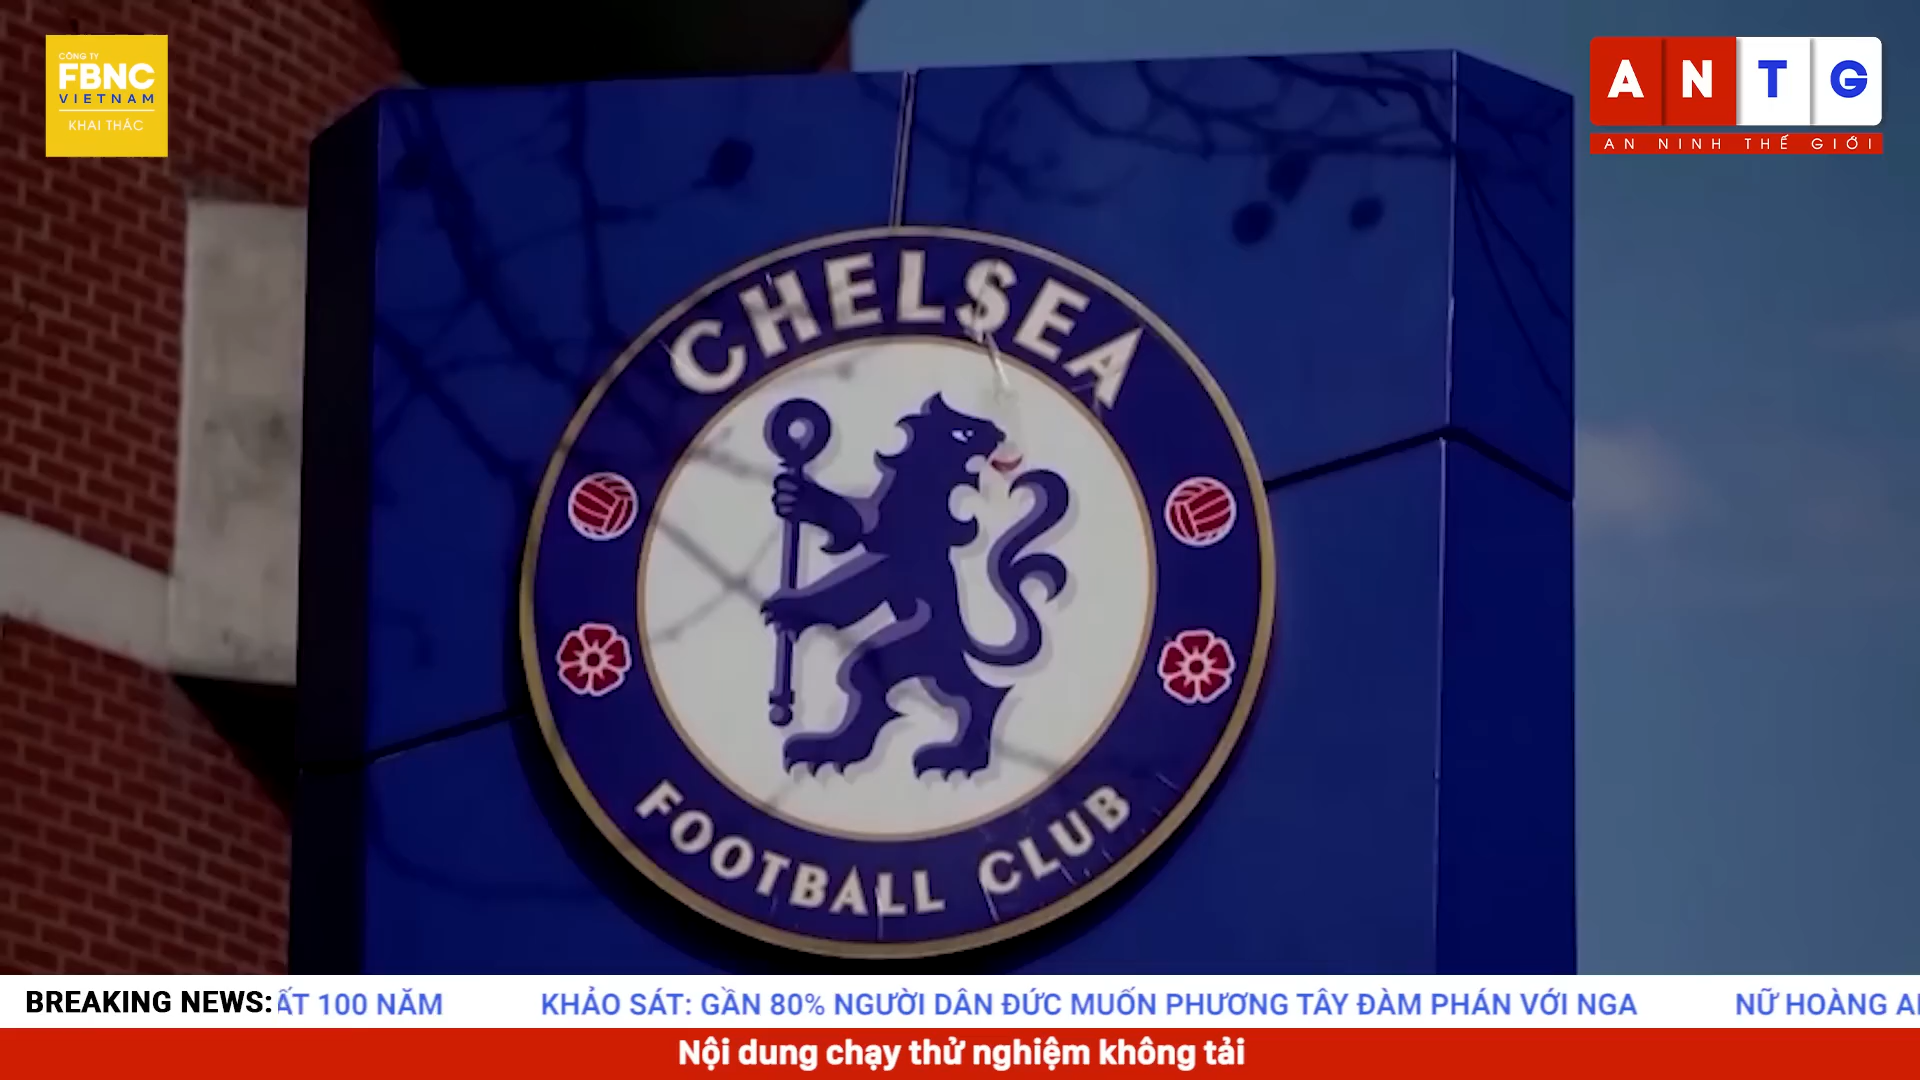 CÔNG TY
FBNC
VIETNAM
KHAI THÁC
ANTG
AN NINH THẾ GIỚI
CHELSEA
FOOTBALL CLUB
BREAKING NEWS: ẤT 100 NĂM KHẢO SÁT: GẦN 80% NGƯỜI DÂN ĐỨC MUỐN PHƯƠNG TÂY ĐÀM PHÁN VỚI NGA NỮ HOÀNG
Nội dung chạy thử nghiệm không tải